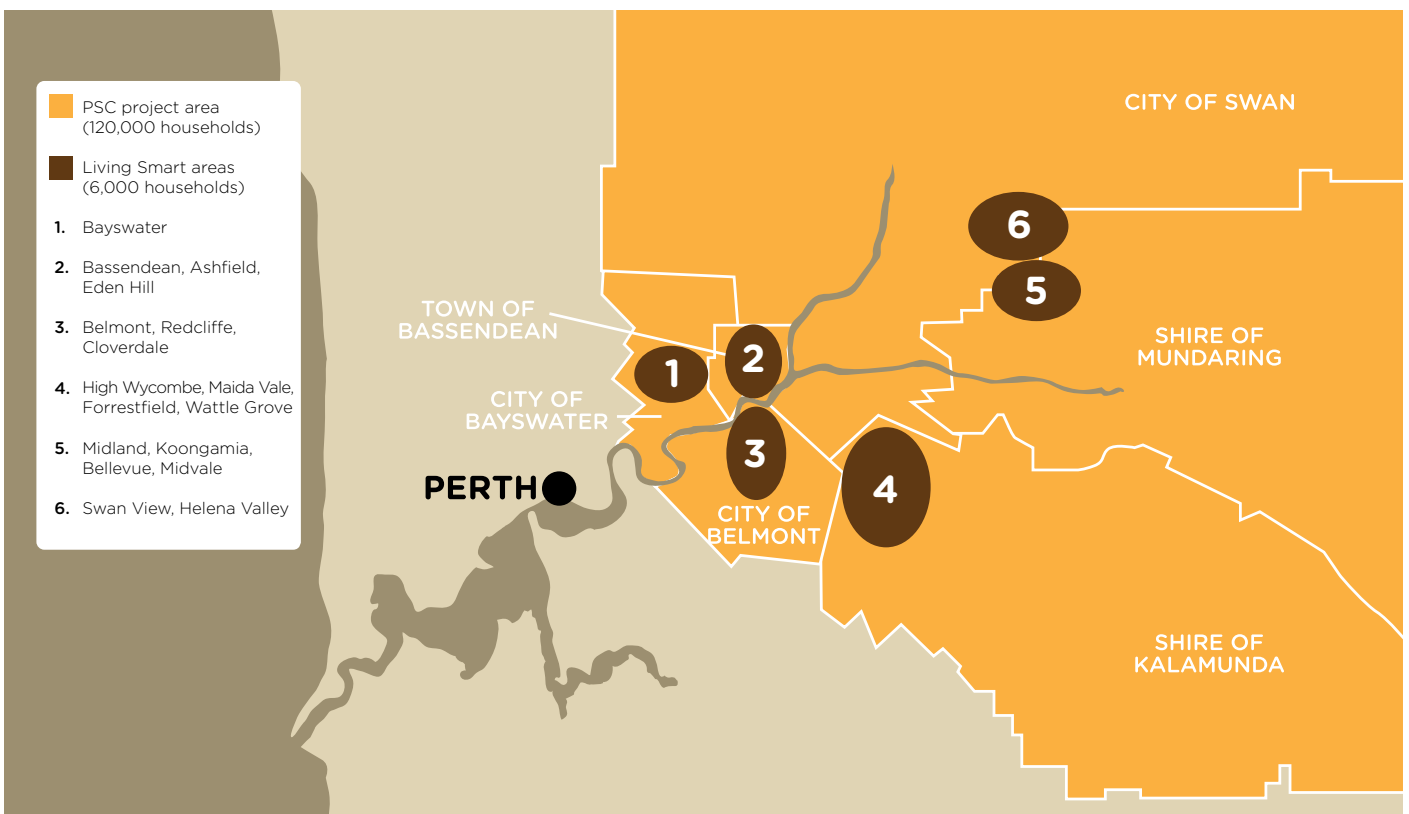 PSC project area
(120,000 households)
Living Smart areas
(6,000 households)
1. Bayswater
2. Bassendean, Ashfield,
Eden Hill
3. Belmont, Redcliffe,
Cloverdale
4. High Wycombe, Maida Vale,
Forrestfield, Wattle Grove
5. Midland, Koongamia,
Bellevue, Midvale
6. Swan View, Helena Valley
CITY OF SWAN
6
5
TOWN OF
BASSENDEAN
SHIRE OF
MUNDARING
2
1
CITY OF
BAYSWATER
3
4
PERTH
CITY OF
BELMONT
SHIRE OF
KALAMUNDA